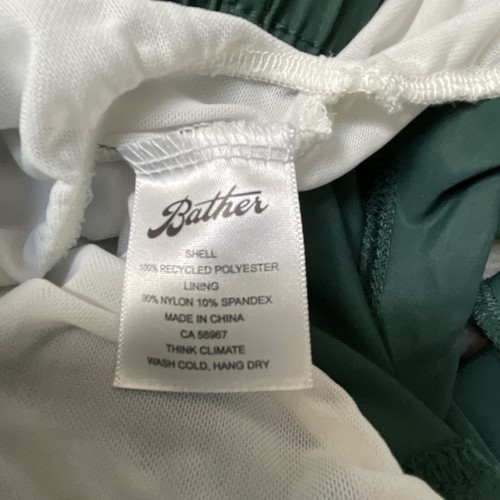 Bather
SHELL
100% RECYCLED POLYESTER
LINING
90% NYLON 10% SPANDEX
MADE IN CHINA
CA 58967
THINK CLIMATE
WASH COLD, HANG DRY